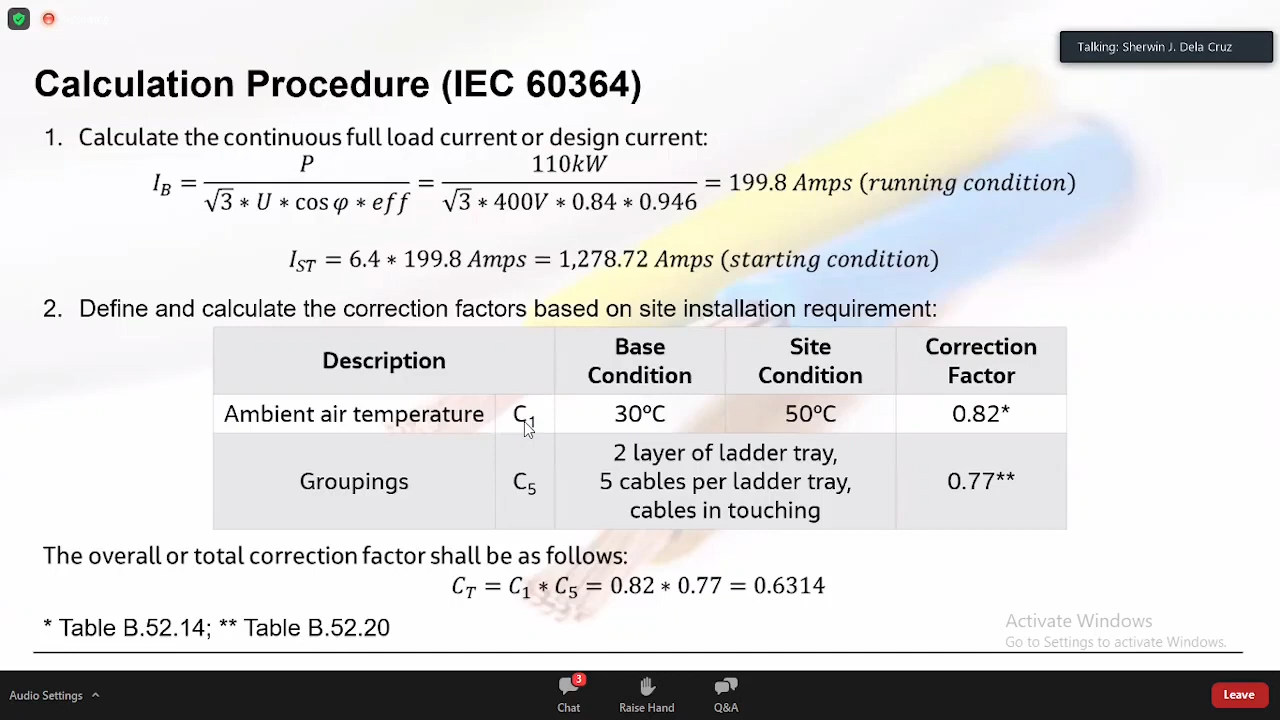 Talking: Sherwin J. Dela Cruz
Calculation Procedure (IEC 60364)
1. Calculate the continuous full load current or design current:
I_B = P / (√3 * U * cos φ * eff) = 110kW / (√3 * 400V * 0.84 * 0.946) = 199.8 Amps (running condition)
I_ST = 6.4 * 199.8 Amps = 1,278.72 Amps (starting condition)
2. Define and calculate the correction factors based on site installation requirement:
Description Base Condition Site Condition Correction Factor
Ambient air temperature C₁ 30°C 50°C 0.82*
Groupings C₅ 2 layer of ladder tray, 5 cables per ladder tray, cables in touching 0.77**
The overall or total correction factor shall be as follows:
C_T = C₁ * C₅ = 0.82 * 0.77 = 0.6314
* Table B.52.14; ** Table B.52.20
Activate Windows
Go to Settings to activate Windows.
Audio Settings
3
Chat
Raise Hand
Q&A
Leave